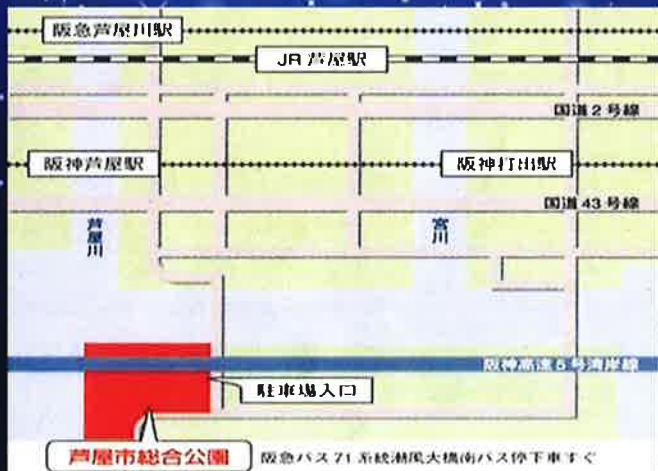 阪急芦屋川駅
JR 芦屋駅
国道2号線
阪神芦屋駅
阪神打出駅
国道43号線
芦屋川
宮川
阪神高速5号湾岸線
駐車場入口
芦屋市総合公園
阪急バス71系統潮風大橋南バス停下車すぐ